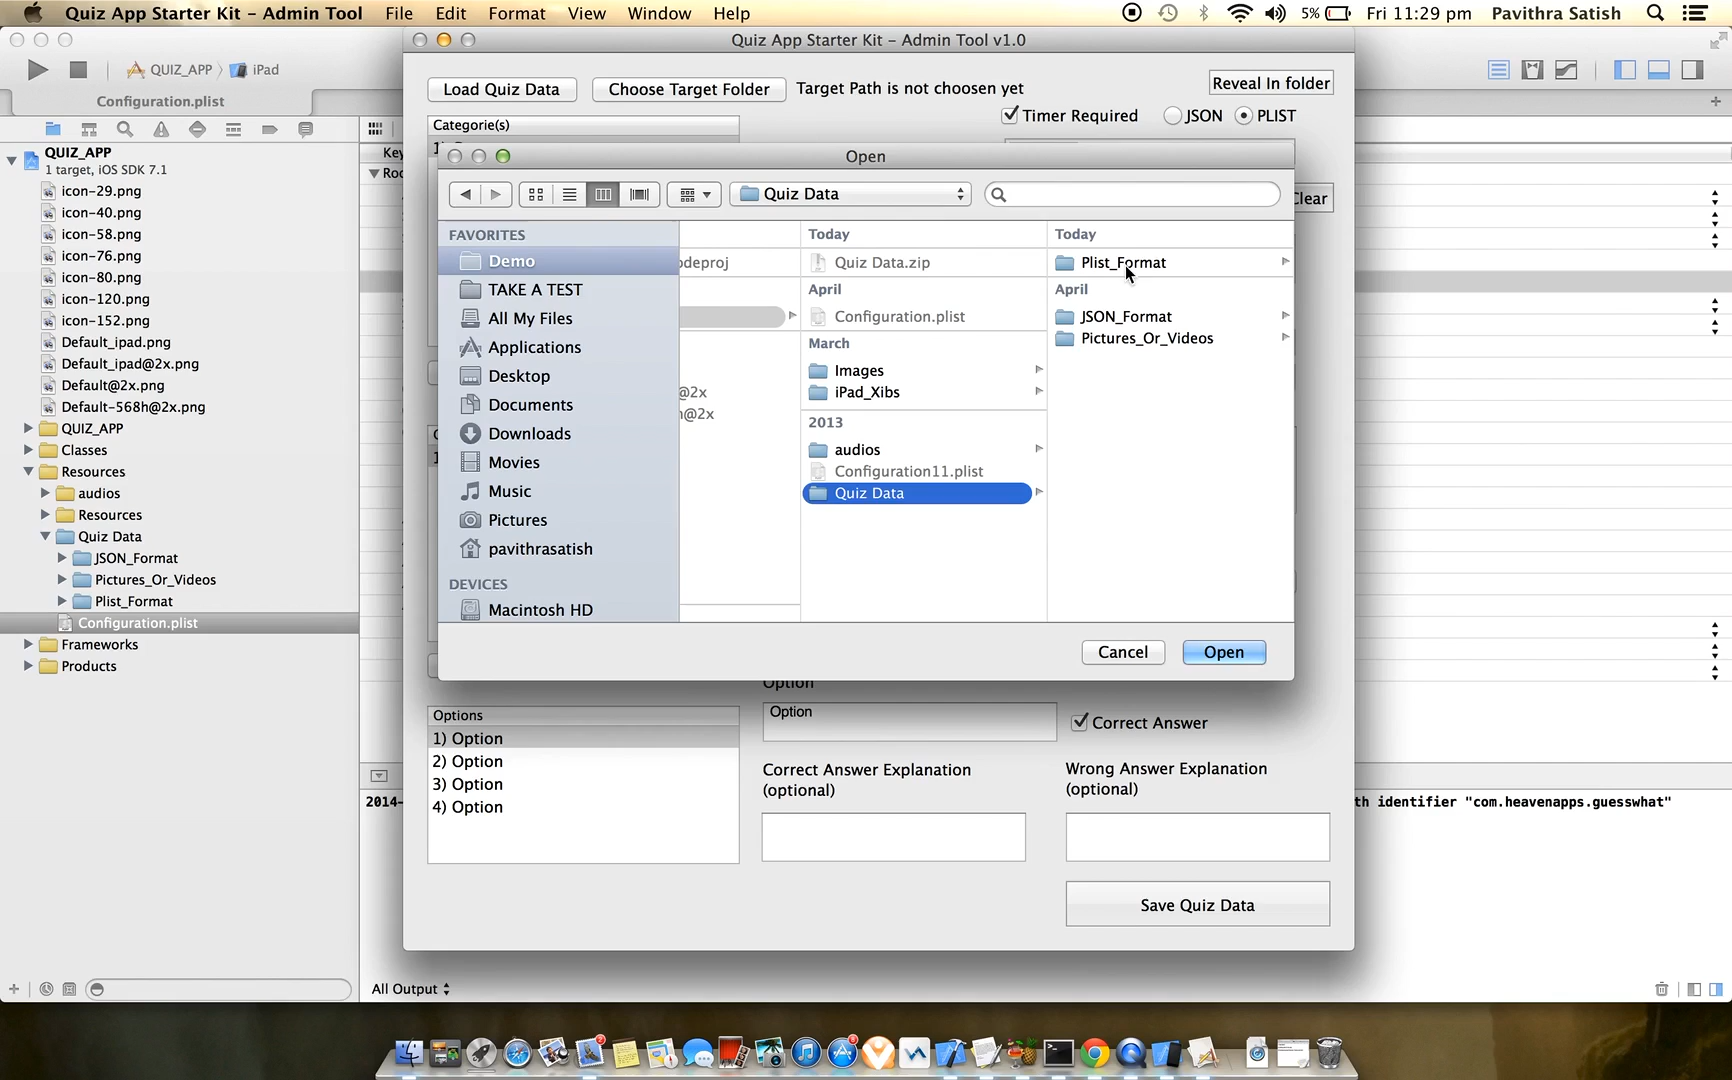 Quiz App Starter Kit – Admin Tool File Edit Format View Window Help 5% Fri 11:29 pm Pavithra Satish
Quiz App Starter Kit – Admin Tool v1.0
QUIZ_APP iPad
Configuration.plist
Load Quiz Data Choose Target Folder Target Path is not choosen yet Reveal In folder
Timer Required JSON PLIST
Categorie(s)
1)
Clear
QUIZ_APP
1 target, iOS SDK 7.1
icon-29.png
icon-40.png
icon-58.png
icon-76.png
icon-80.png
icon-120.png
icon-152.png
Default_ipad.png
Default_ipad@2x.png
Default@2x.png
Default-568h@2x.png
QUIZ_APP
Classes
Resources
audios
Resources
Quiz Data
JSON_Format
Pictures_Or_Videos
Plist_Format
Configuration.plist
Frameworks
Products
Key
Roo
Open
Quiz Data
FAVORITES
Demo
TAKE A TEST
All My Files
Applications
Desktop
Documents
Downloads
Movies
Music
Pictures
pavithrasatish
DEVICES
Macintosh HD
odeproj
@2x
h@2x
Today
Quiz Data.zip
April
Configuration.plist
March
Images
iPad_Xibs
2013
audios
Configuration11.plist
Quiz Data
Today
Plist_Format
April
JSON_Format
Pictures_Or_Videos
Cancel Open
Option
Options
1) Option
2) Option
3) Option
4) Option
Option
Correct Answer
Correct Answer Explanation
(optional)
Wrong Answer Explanation
(optional)
Save Quiz Data
2014-
th identifier "com.heavenapps.guesswhat"
All Output